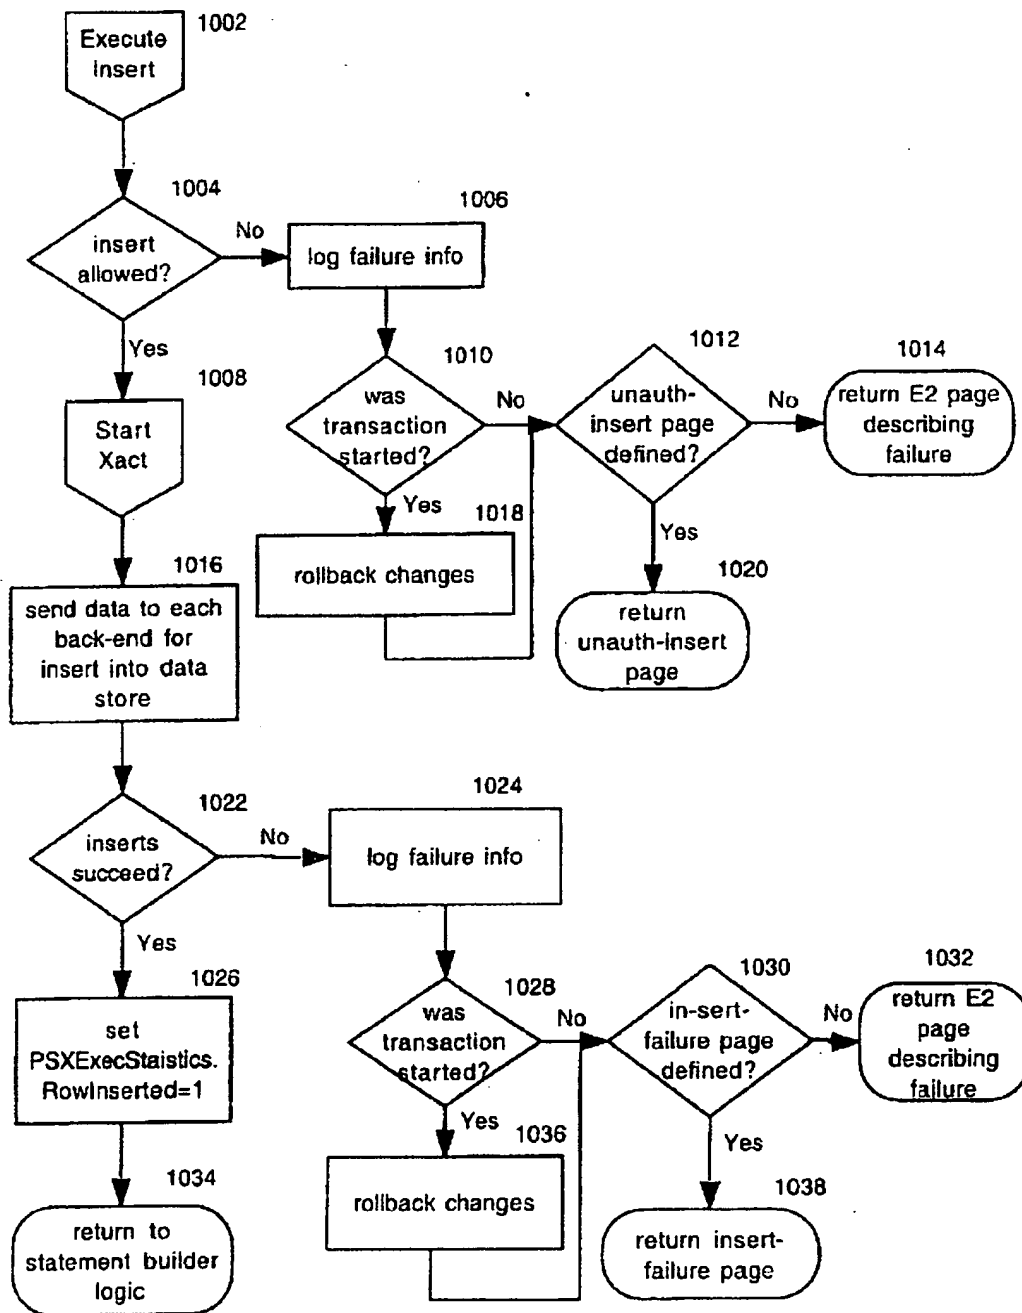 1002
Execute
Insert
1004
insert
allowed?
No
1006
log failure info
Yes
1008
Start
Xact
1010
was
transaction
started?
No
1012
unauth-
insert page
defined?
No
1014
return E2 page
describing
failure
Yes
1018
rollback changes
Yes
1020
return
unauth-insert
page
1016
send data to each
back-end for
insert into data
store
1022
inserts
succeed?
No
1024
log failure info
Yes
1026
set
PSXExecStaistics.
RowInserted=1
1028
was
transaction
started?
No
1030
in-sert-
failure page
defined?
No
1032
return E2
page
describing
failure
Yes
1036
rollback changes
Yes
1038
return insert-
failure page
1034
return to
statement builder
logic